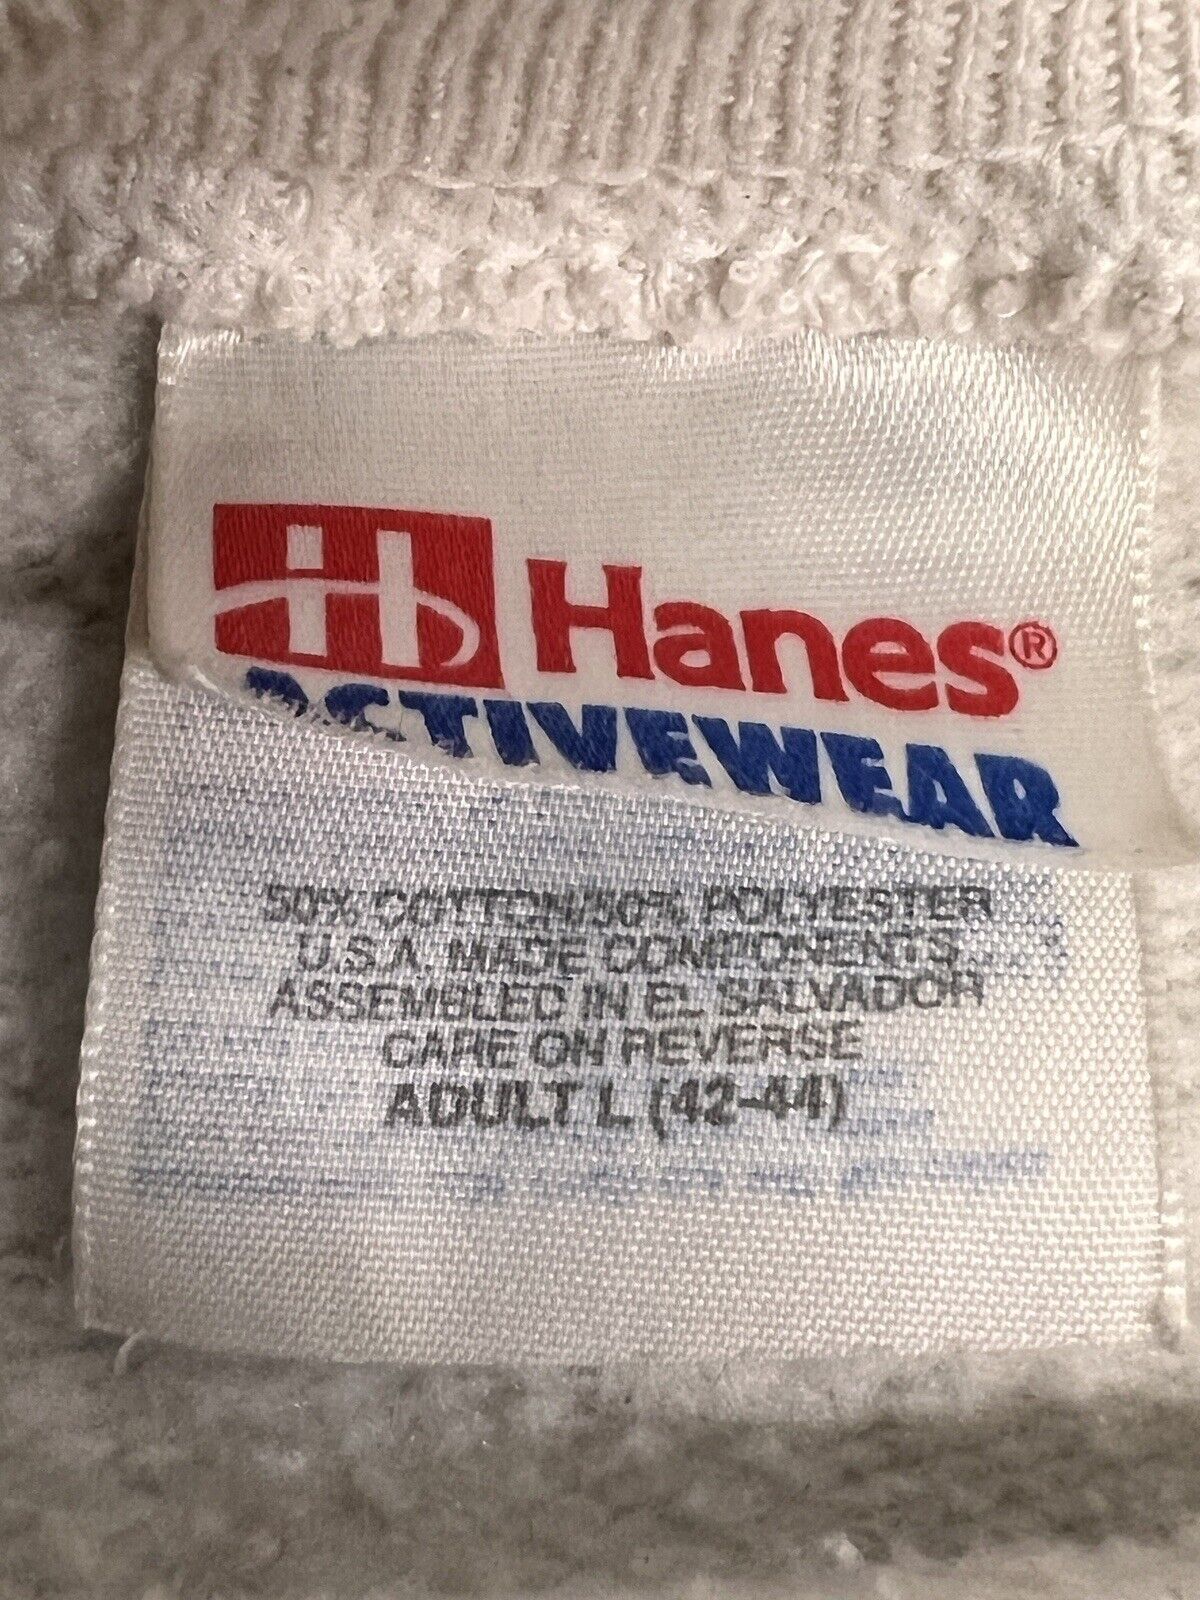 H Hanes®
ACTIVEWEAR
50% COTTON/50% POLYESTER
U.S.A. MADE COMPONENTS
ASSEMBLED IN EL SALVADOR
CARE ON REVERSE
ADULT L (42-44)